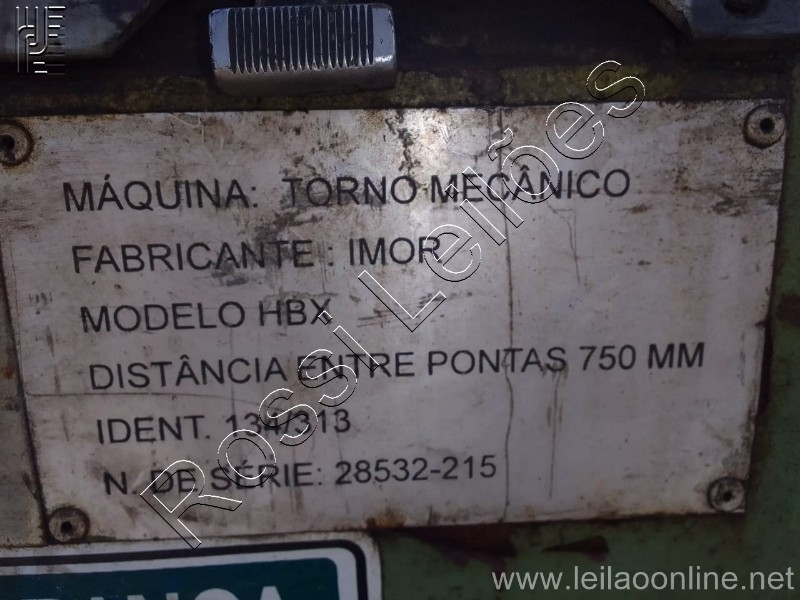 MÁQUINA: TORNO MECÂNICO
FABRICANTE : IMOR
MODELO HBX
DISTÂNCIA ENTRE PONTAS 750 MM
IDENT. 134/313
N. DE SÉRIE: 28532-215
Rossi Leilões
www.leilaoonline.net